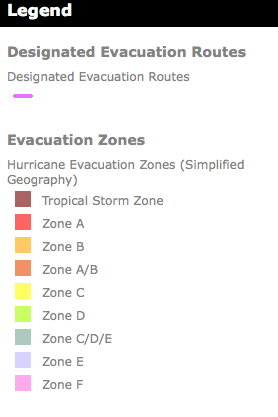 Legend
Designated Evacuation Routes
Designated Evacuation Routes
Evacuation Zones
Hurricane Evacuation Zones (Simplified
Geography)
Tropical Storm Zone
Zone A
Zone B
Zone A/B
Zone C
Zone D
Zone C/D/E
Zone E
Zone F